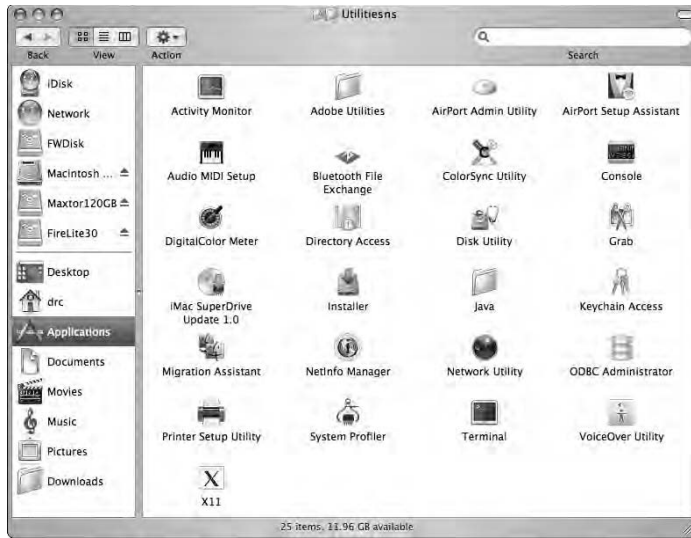 Utilitiesns
Back View Action Search
iDisk
Network
FWDisk
Macintosh ...
Maxtor120GB
FireLite30
Desktop
drc
Applications
Documents
Movies
Music
Pictures
Downloads
Activity Monitor
Adobe Utilities
AirPort Admin Utility
AirPort Setup Assistant
Audio MIDI Setup
Bluetooth File
Exchange
ColorSync Utility
Console
DigitalColor Meter
Directory Access
Disk Utility
Grab
iMac SuperDrive
Update 1.0
Installer
Java
Keychain Access
Migration Assistant
NetInfo Manager
Network Utility
ODBC Administrator
Printer Setup Utility
System Profiler
Terminal
VoiceOver Utility
X11
25 items, 11.96 GB available